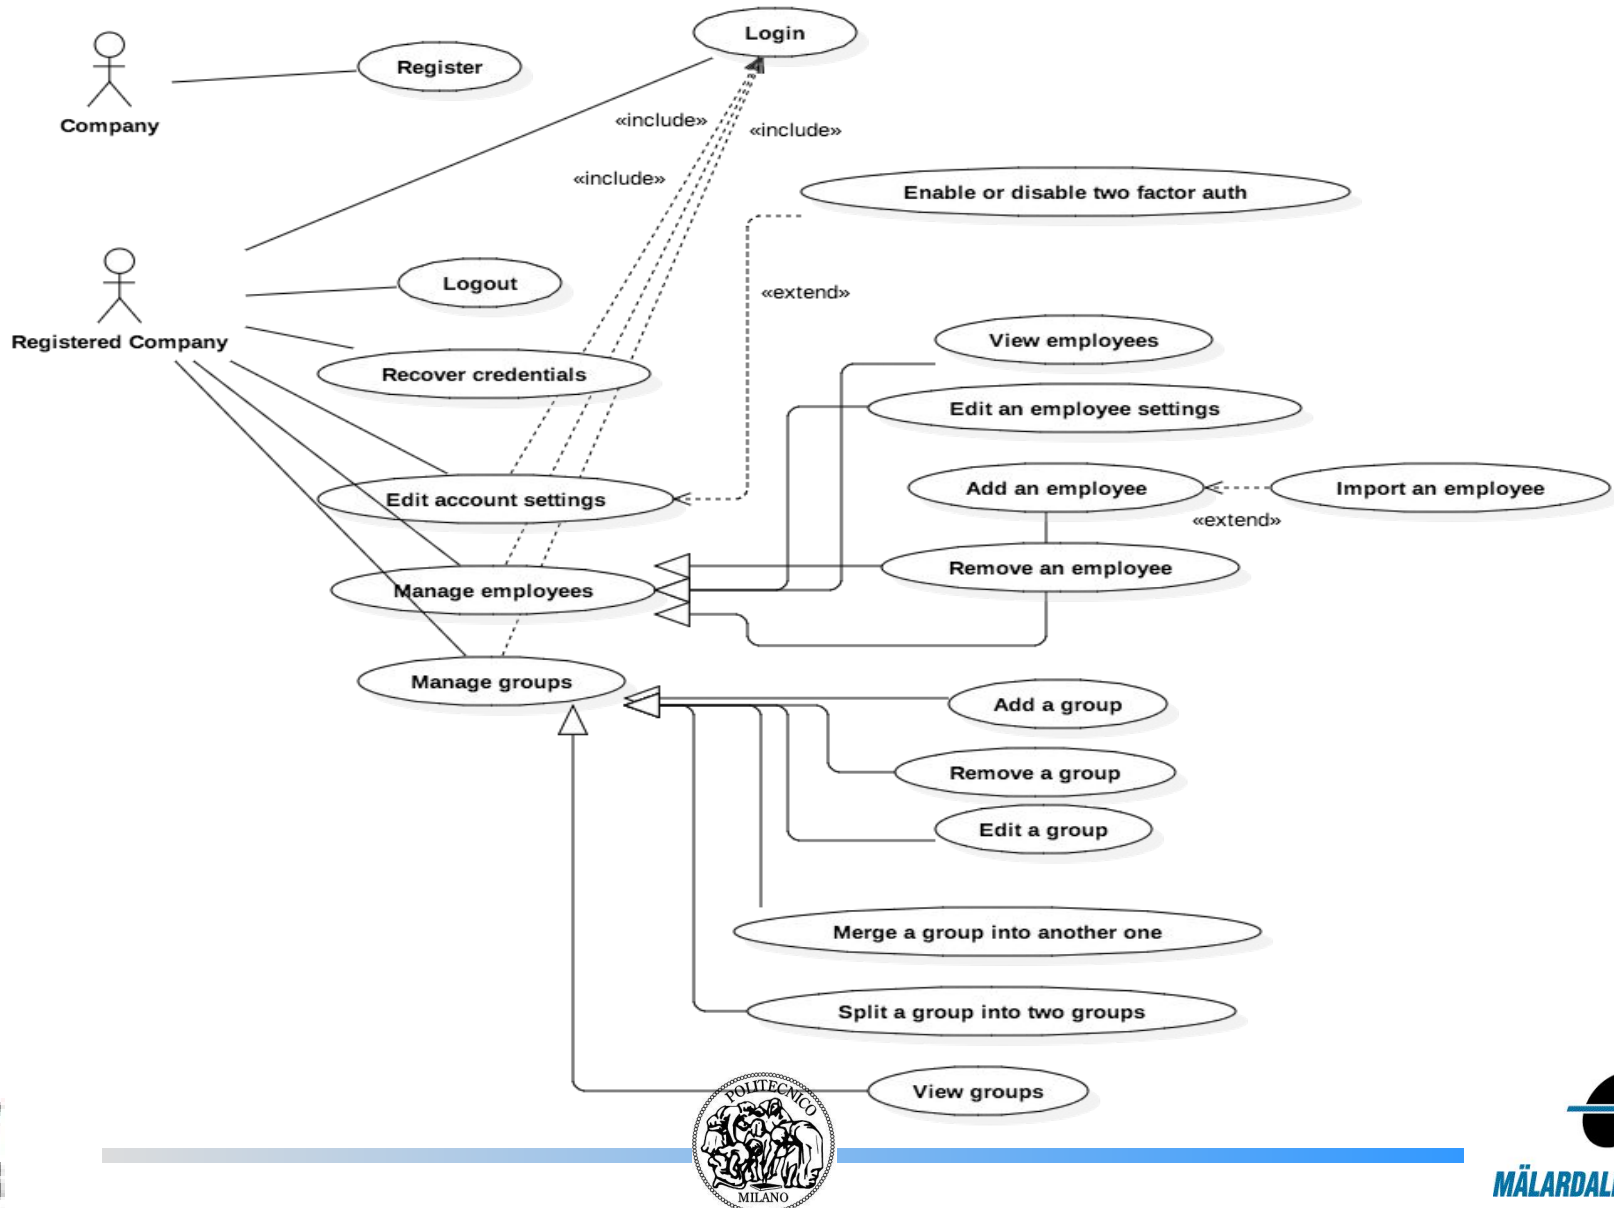 Login
Register
Company
«include»
«include»
«include»
Enable or disable two factor auth
Logout
«extend»
Registered Company
View employees
Recover credentials
Edit an employee settings
Add an employee
Import an employee
Edit account settings
«extend»
Remove an employee
Manage employees
Manage groups
Add a group
Remove a group
Edit a group
Merge a group into another one
Split a group into two groups
View groups
POLITECNICO
MILANO